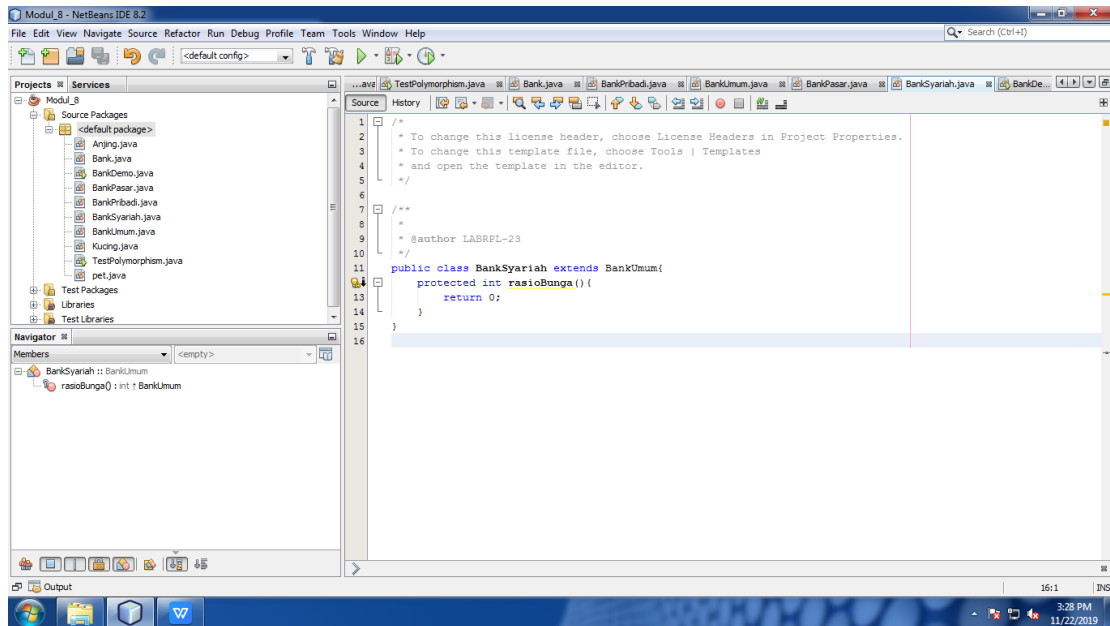 Modul_8 - NetBeans IDE 8.2
File Edit View Navigate Source Refactor Run Debug Profile Team Tools Window Help
Search (Ctrl+I)
<default config>
Projects Services
...ava TestPolymorphism.java Bank.java BankPribadi.java BankUmum.java BankPasar.java BankSyariah.java BankDe...
Modul_8
Source Packages
<default package>
Anjing.java
Bank.java
BankDemo.java
BankPasar.java
BankPribadi.java
BankSyariah.java
BankUmum.java
Kucing.java
TestPolymorphism.java
pet.java
Test Packages
Libraries
Test Libraries
Navigator
Members <empty>
BankSyariah :: BankUmum
rasioBunga() : int ↑ BankUmum
Source History
1 /*
2 * To change this license header, choose License Headers in Project Properties.
3 * To change this template file, choose Tools | Templates
4 * and open the template in the editor.
5 */
6
7 /**
8 *
9 * @author LABRPL-23
10 */
11 public class BankSyariah extends BankUmum{
protected int rasioBunga(){
13 return 0;
14 }
15 }
16
Output
16:1 INS
W
3:28 PM
11/22/2019